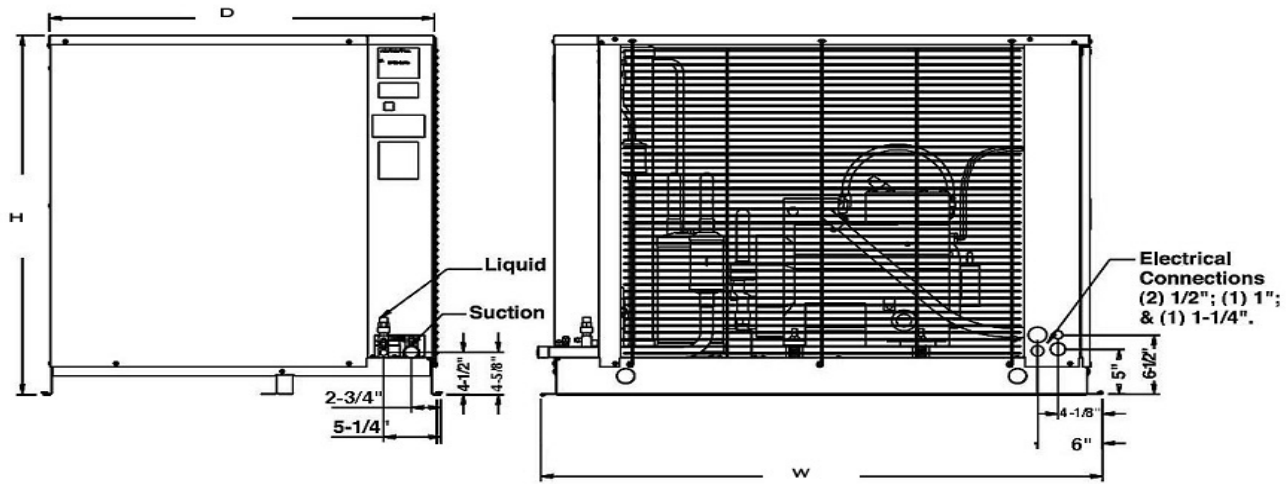 D
H
Liquid
Suction
4-1/2"
4-5/8"
2-3/4"
5-1/4"
Electrical
Connections
(2) 1/2"; (1) 1";
& (1) 1-1/4".
5"
6-1/2"
4-1/8"
6"
W